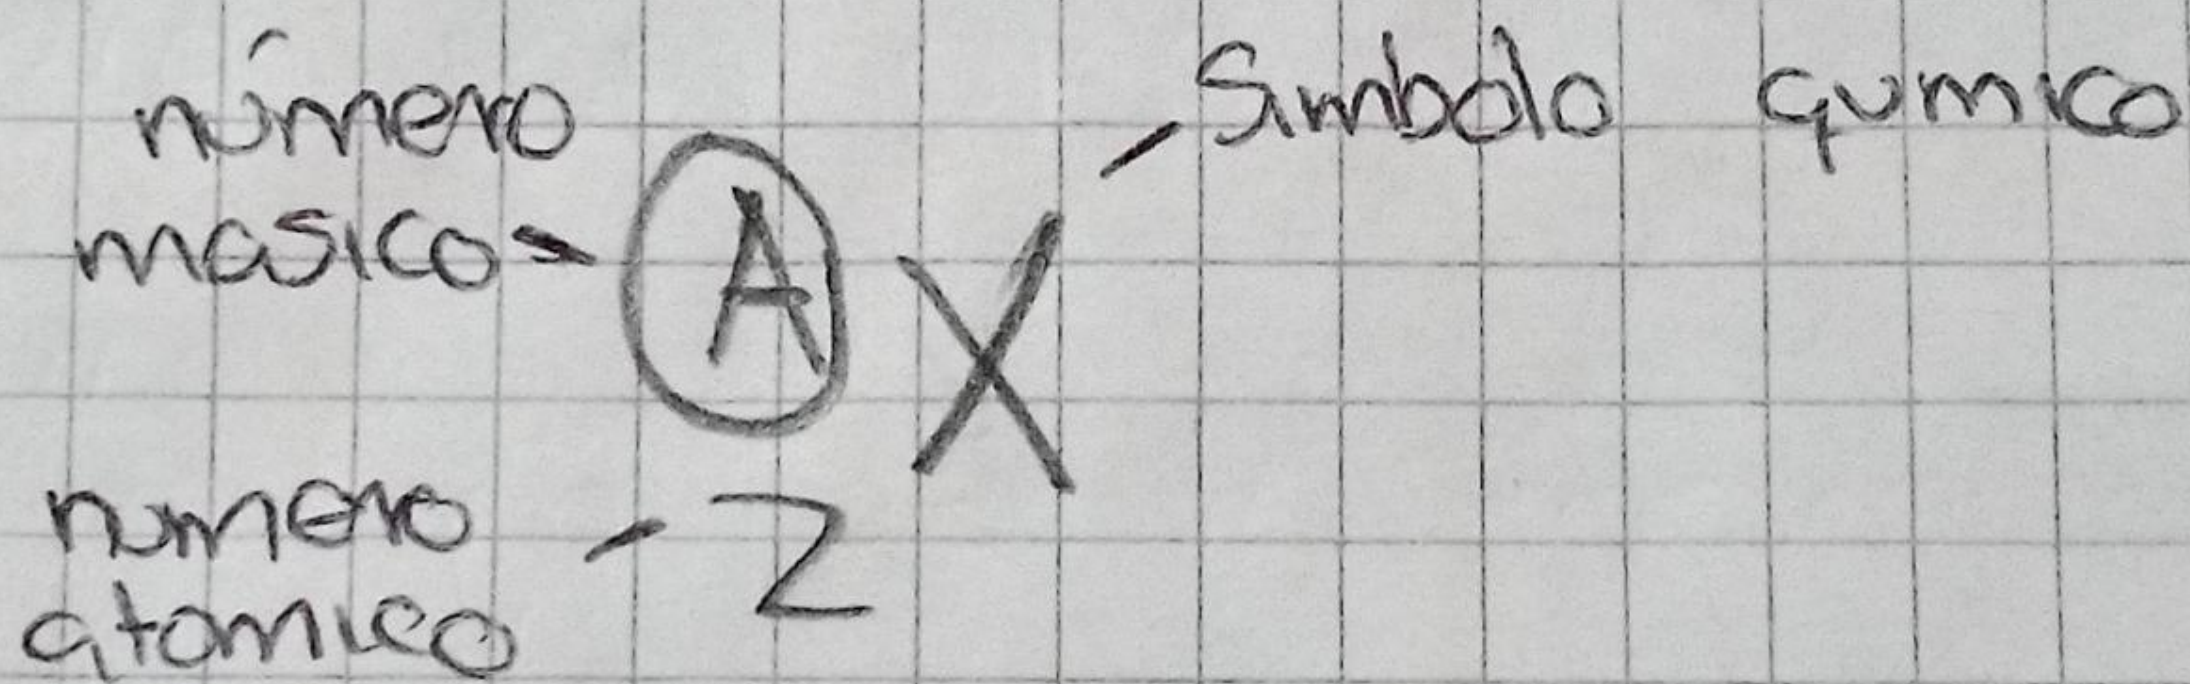 número
masico - A X - Simbolo qumico
numero
atomico - Z